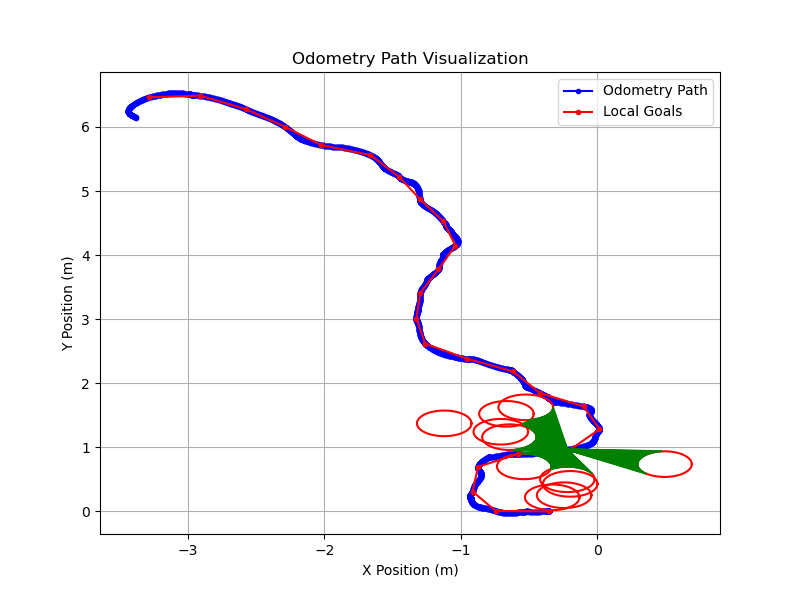 Odometry Path Visualization
Odometry Path
Local Goals
Y Position (m)
6
5
4
3
2
1
0
−3
−2
−1
0
X Position (m)